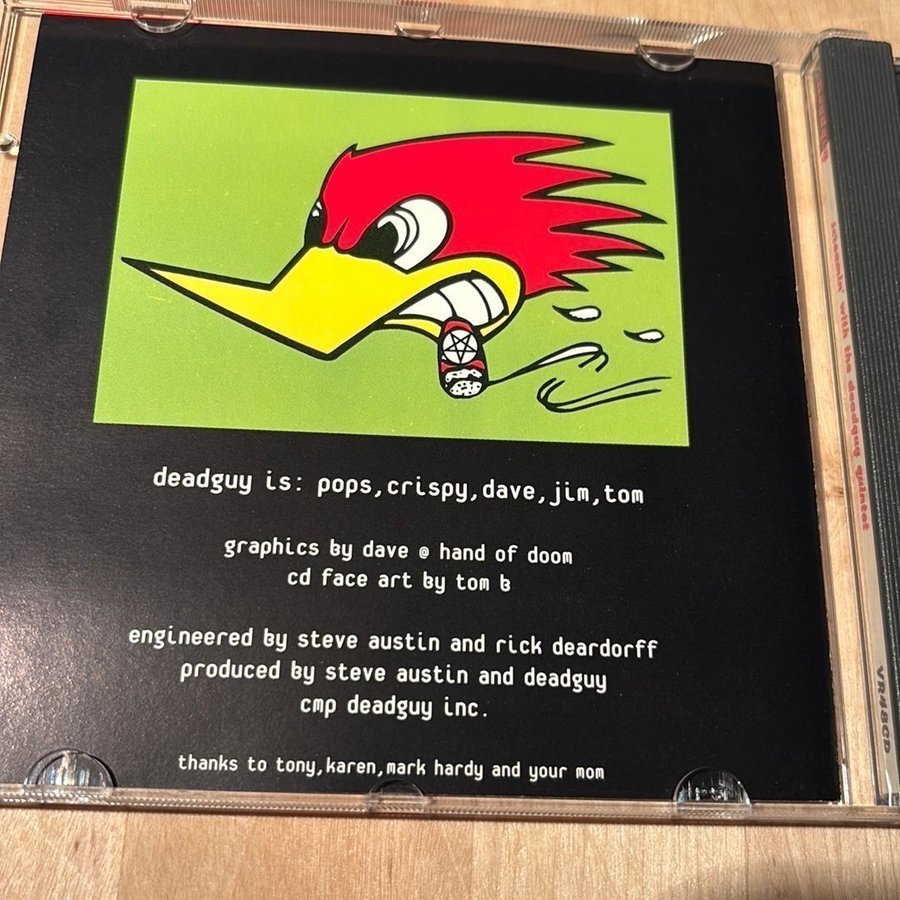 deadguy is: pops,crispy,dave,jim,tom
graphics by dave @ hand of doom
cd face art by tom b
engineered by steve austin and rick deardorff
produced by steve austin and deadguy
cmp deadguy inc.
thanks to tony,karen,mark hardy and your mom
screamin' with the deadguy quintet
VR48CD